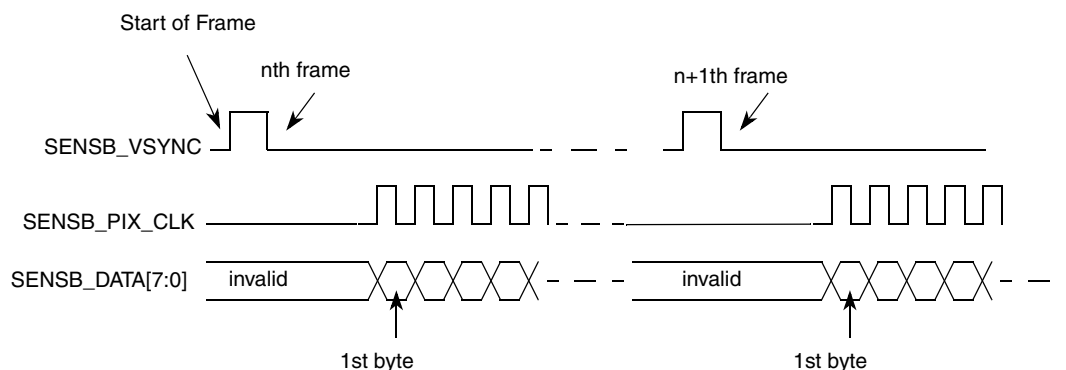 Start of Frame
nth frame
n+1th frame
SENSB_VSYNC
SENSB_PIX_CLK
SENSB_DATA[7:0]
invalid
invalid
1st byte
1st byte